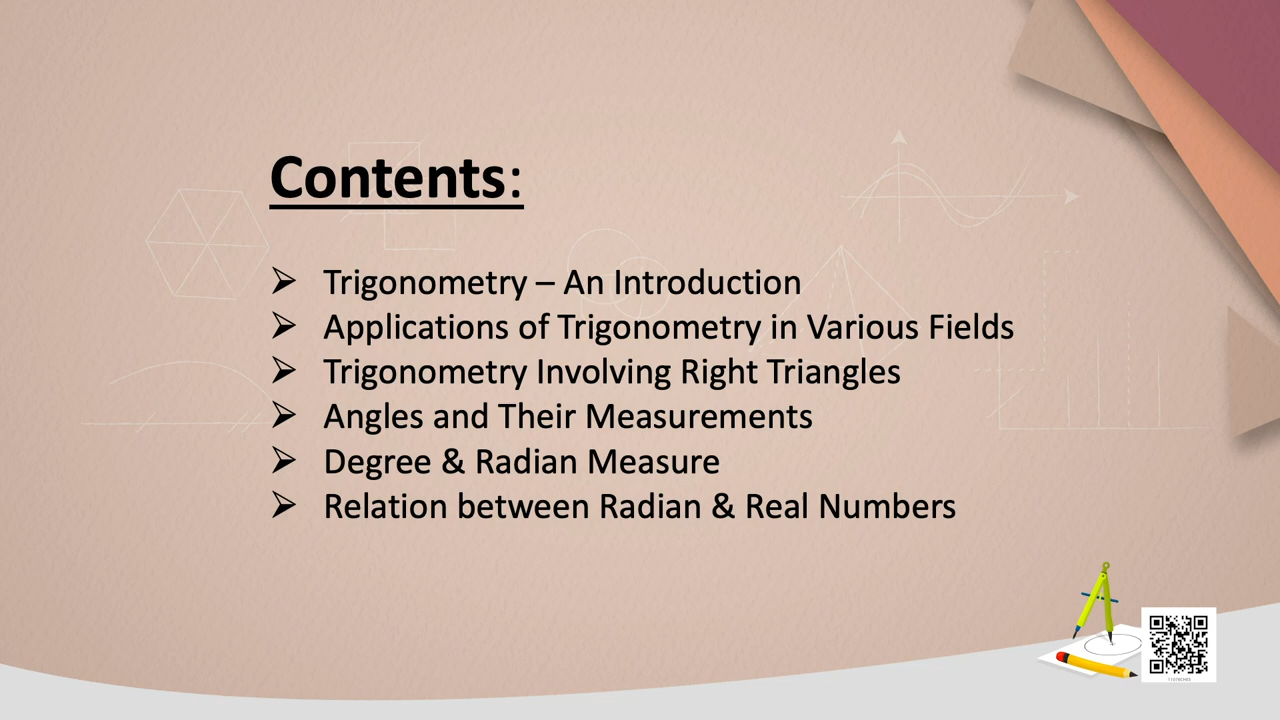 Contents:
➢ Trigonometry – An Introduction
➢ Applications of Trigonometry in Various Fields
➢ Trigonometry Involving Right Triangles
➢ Angles and Their Measurements
➢ Degree & Radian Measure
➢ Relation between Radian & Real Numbers